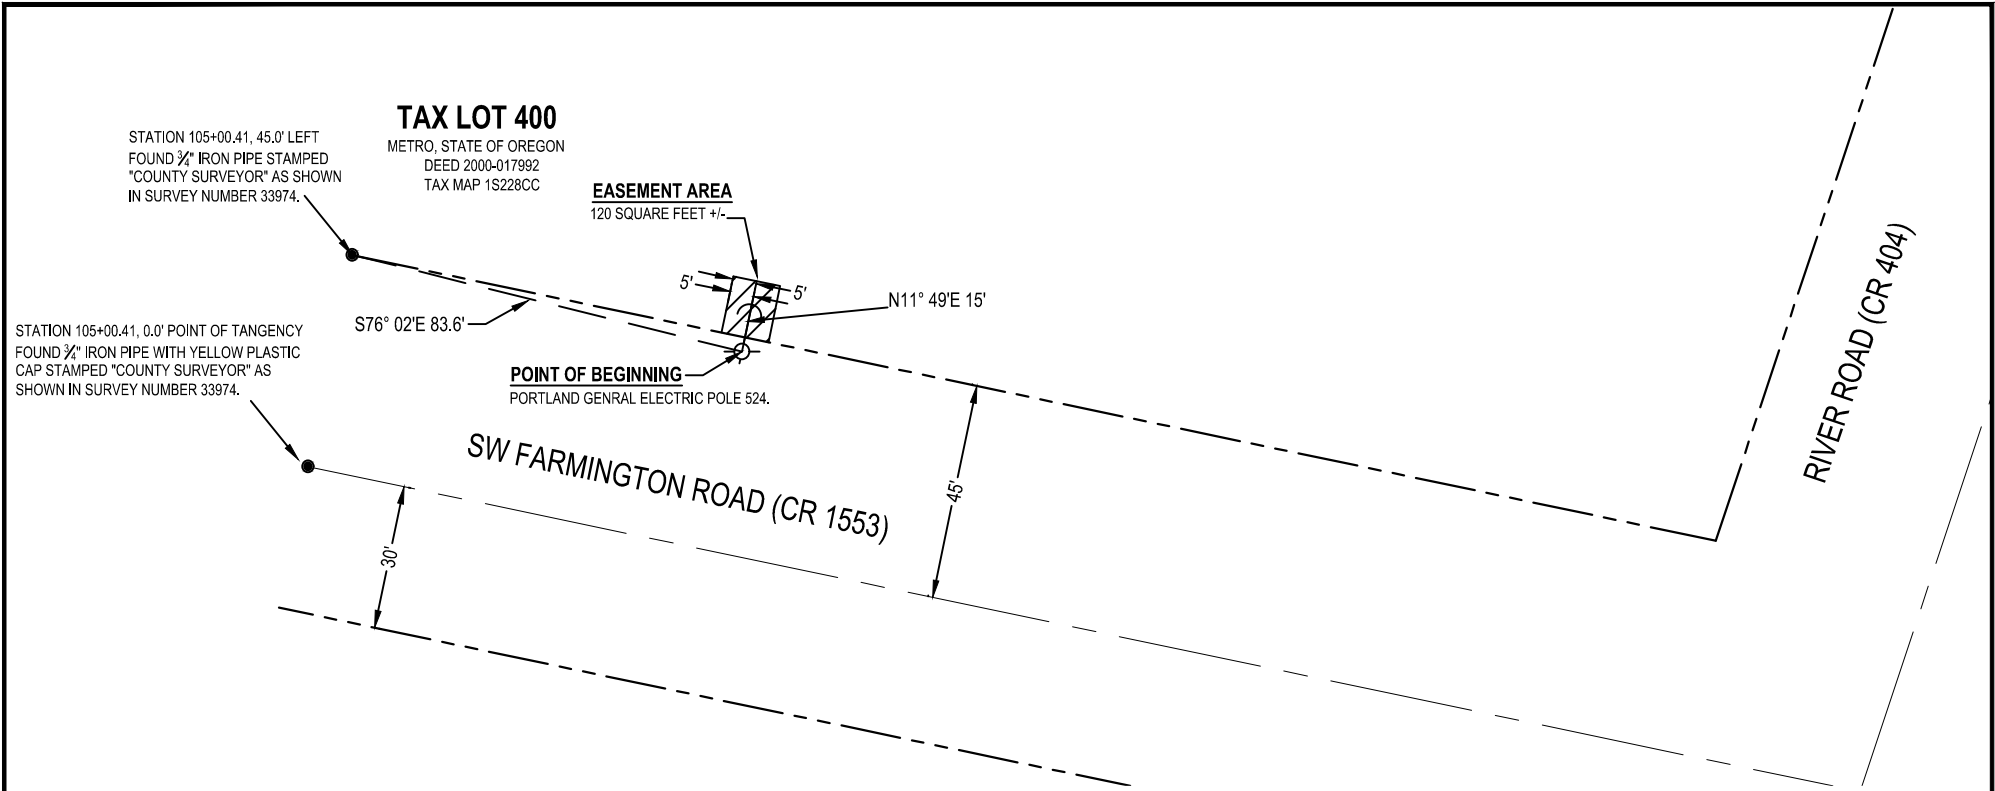 TAX LOT 400
METRO, STATE OF OREGON
DEED 2000-017992
TAX MAP 1S228CC
STATION 105+00.41, 45.0' LEFT
FOUND ¾" IRON PIPE STAMPED
"COUNTY SURVEYOR" AS SHOWN
IN SURVEY NUMBER 33974.
EASEMENT AREA
120 SQUARE FEET +/-
5'
5'
N11° 49'E 15'
S76° 02'E 83.6'
STATION 105+00.41, 0.0' POINT OF TANGENCY
FOUND ¾" IRON PIPE WITH YELLOW PLASTIC
CAP STAMPED "COUNTY SURVEYOR" AS
SHOWN IN SURVEY NUMBER 33974.
POINT OF BEGINNING
PORTLAND GENRAL ELECTRIC POLE 524.
SW FARMINGTON ROAD (CR 1553)
45'
30'
RIVER ROAD (CR 404)